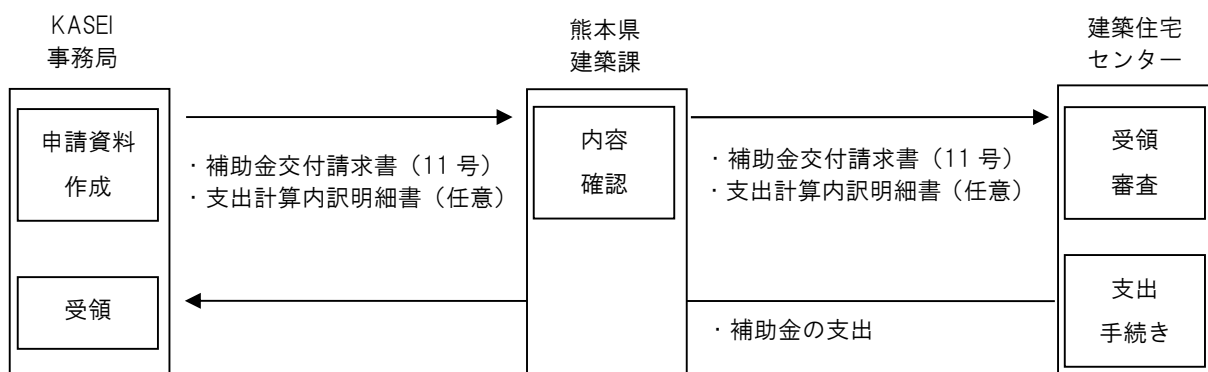 KASEI
事務局
熊本県
建築課
建築住宅
センター
申請資料
作成
・補助金交付請求書（11 号）
・支出計算内訳明細書（任意）
内容
確認
・補助金交付請求書（11 号）
・支出計算内訳明細書（任意）
受領
審査
受領
・補助金の支出
支出
手続き